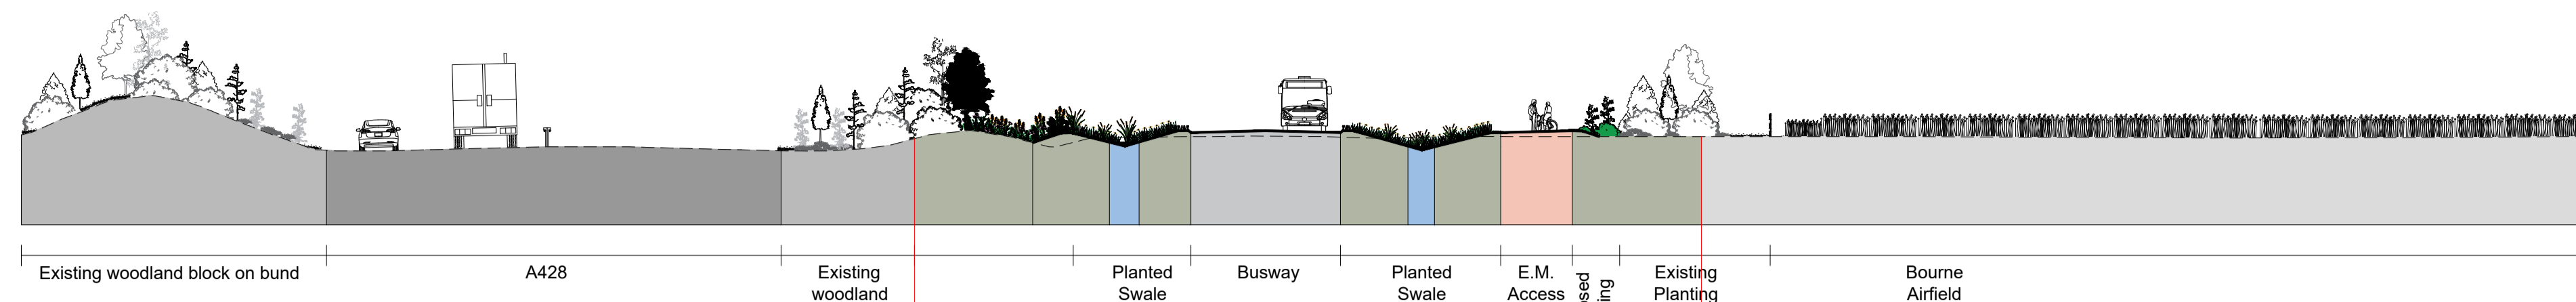 Existing woodland block on bund
A428
Existing
woodland
Planted
Swale
Busway
Planted
Swale
E.M.
Access
Existing
Planting
Bourne
Airfield